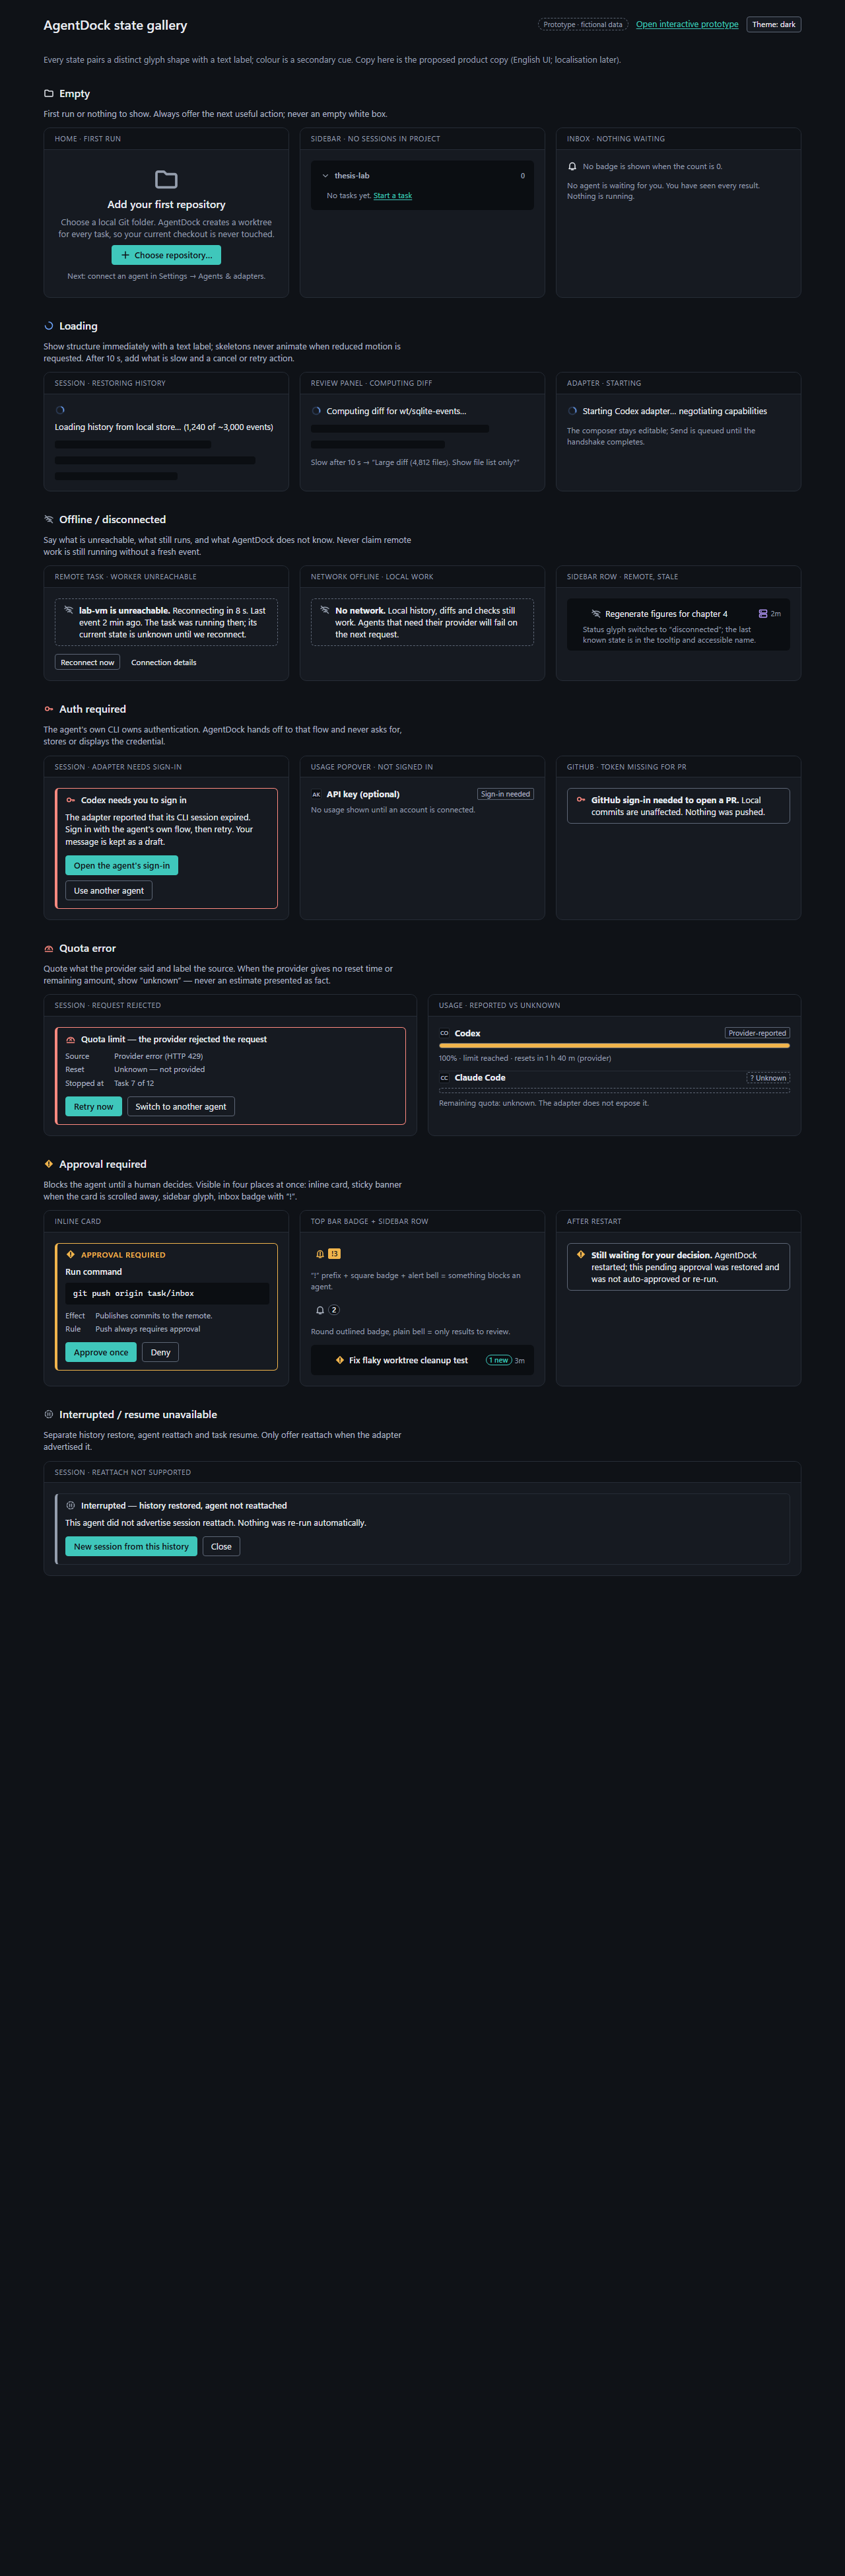 AgentDock state gallery
Prototype · fictional data
Open interactive prototype
Theme: dark
Every state pairs a distinct glyph shape with a text label; colour is a secondary cue. Copy here is the proposed product copy (English UI; localisation later).
Empty
First run or nothing to show. Always offer the next useful action; never an empty white box.
HOME · FIRST RUN
Add your first repository
Choose a local Git folder. AgentDock creates a worktree
for every task, so your current checkout is never touched.
Choose repository...
Next: connect an agent in Settings → Agents & adapters.
SIDEBAR · NO SESSIONS IN PROJECT
thesis-lab 0
No tasks yet. Start a task
INBOX · NOTHING WAITING
No badge is shown when the count is 0.
No agent is waiting for you. You have seen every result.
Nothing is running.
Loading
Show structure immediately with a text label; skeletons never animate when reduced motion is
requested. After 10 s, add what is slow and a cancel or retry action.
SESSION · RESTORING HISTORY
Loading history from local store... (1,240 of ~3,000 events)
REVIEW PANEL · COMPUTING DIFF
Computing diff for wt/sqlite-events...
Slow after 10 s → "Large diff (4,812 files). Show file list only?"
ADAPTER · STARTING
Starting Codex adapter... negotiating capabilities
The composer stays editable; Send is queued until the
handshake completes.
Offline / disconnected
Say what is unreachable, what still runs, and what AgentDock does not know. Never claim remote
work is still running without a fresh event.
REMOTE TASK · WORKER UNREACHABLE
lab-vm is unreachable. Reconnecting in 8 s. Last
event 2 min ago. The task was running then; its
current state is unknown until we reconnect.
Reconnect now
Connection details
NETWORK OFFLINE · LOCAL WORK
No network. Local history, diffs and checks still
work. Agents that need their provider will fail on
the next request.
SIDEBAR ROW · REMOTE, STALE
Regenerate figures for chapter 4 2m
Status glyph switches to "disconnected"; the last
known state is in the tooltip and accessible name.
Auth required
The agent's own CLI owns authentication. AgentDock hands off to that flow and never asks for,
stores or displays the credential.
SESSION · ADAPTER NEEDS SIGN-IN
Codex needs you to sign in
The adapter reported that its CLI session expired.
Sign in with the agent's own flow, then retry. Your
message is kept as a draft.
Open the agent's sign-in
Use another agent
USAGE POPOVER · NOT SIGNED IN
AK API key (optional) Sign-in needed
No usage shown until an account is connected.
GITHUB · TOKEN MISSING FOR PR
GitHub sign-in needed to open a PR. Local
commits are unaffected. Nothing was pushed.
Quota error
Quote what the provider said and label the source. When the provider gives no reset time or
remaining amount, show "unknown" — never an estimate presented as fact.
SESSION · REQUEST REJECTED
Quota limit — the provider rejected the request
Source Provider error (HTTP 429)
Reset Unknown — not provided
Stopped at Task 7 of 12
Retry now
Switch to another agent
USAGE · REPORTED VS UNKNOWN
CO Codex Provider-reported
100% · limit reached · resets in 1 h 40 m (provider)
CC Claude Code ? Unknown
Remaining quota: unknown. The adapter does not expose it.
Approval required
Blocks the agent until a human decides. Visible in four places at once: inline card, sticky banner
when the card is scrolled away, sidebar glyph, inbox badge with "!".
INLINE CARD
APPROVAL REQUIRED
Run command
git push origin task/inbox
Effect Publishes commits to the remote.
Rule Push always requires approval
Approve once
Deny
TOP BAR BADGE + SIDEBAR ROW
!3
"!" prefix + square badge + alert bell = something blocks an
agent.
2
Round outlined badge, plain bell = only results to review.
Fix flaky worktree cleanup test 1 new 3m
AFTER RESTART
Still waiting for your decision. AgentDock
restarted; this pending approval was restored and
was not auto-approved or re-run.
Interrupted / resume unavailable
Separate history restore, agent reattach and task resume. Only offer reattach when the adapter
advertised it.
SESSION · REATTACH NOT SUPPORTED
Interrupted — history restored, agent not reattached
This agent did not advertise session reattach. Nothing was re-run automatically.
New session from this history
Close